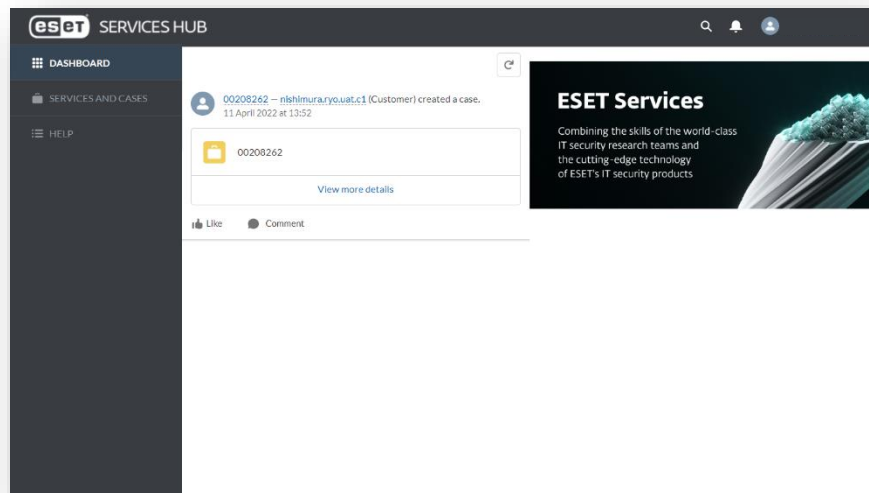 eset SERVICES HUB
DASHBOARD
SERVICES AND CASES
HELP
00208262 — nishimura.ryo.uat.c1 (Customer) created a case.
11 April 2022 at 13:52
00208262
View more details
Like Comment
ESET Services
Combining the skills of the world-class
IT security research teams and
the cutting-edge technology
of ESET's IT security products